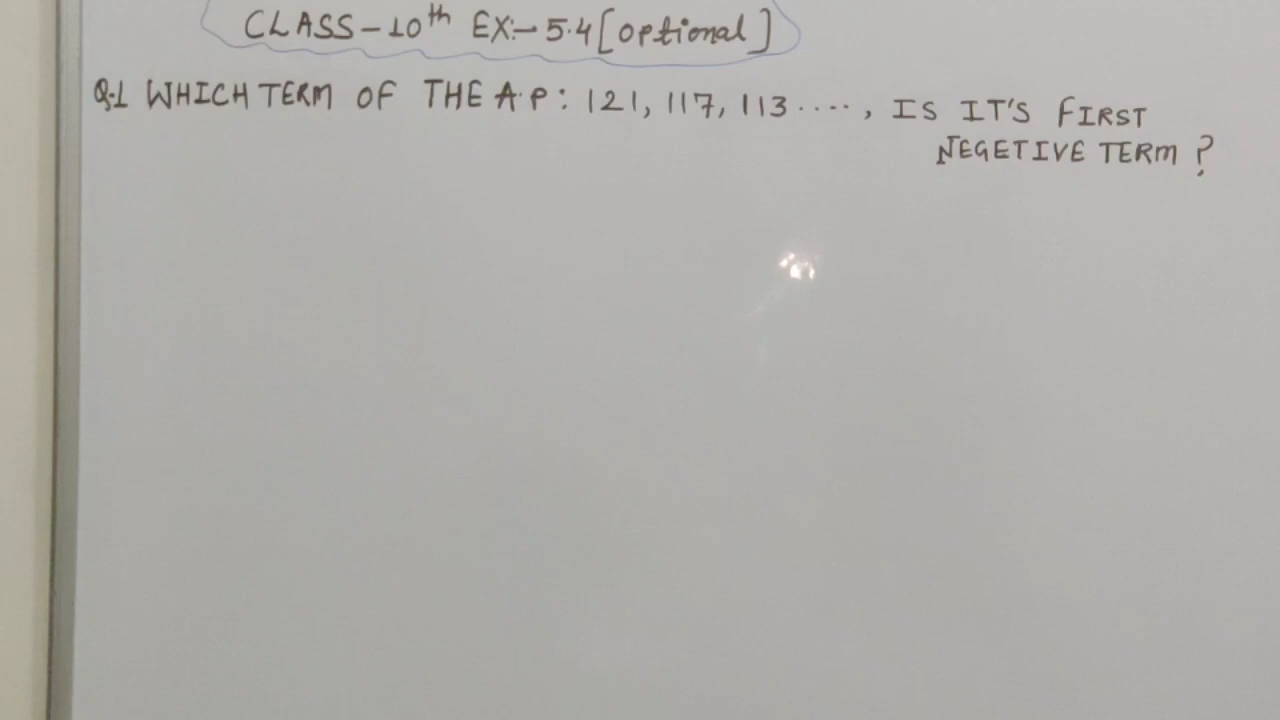 CLASS-10th EX:- 5.4 [optional]
Q.1 WHICH TERM OF THE A.P: 121, 117, 113...., IS IT'S FIRST
NEGETIVE TERM ?